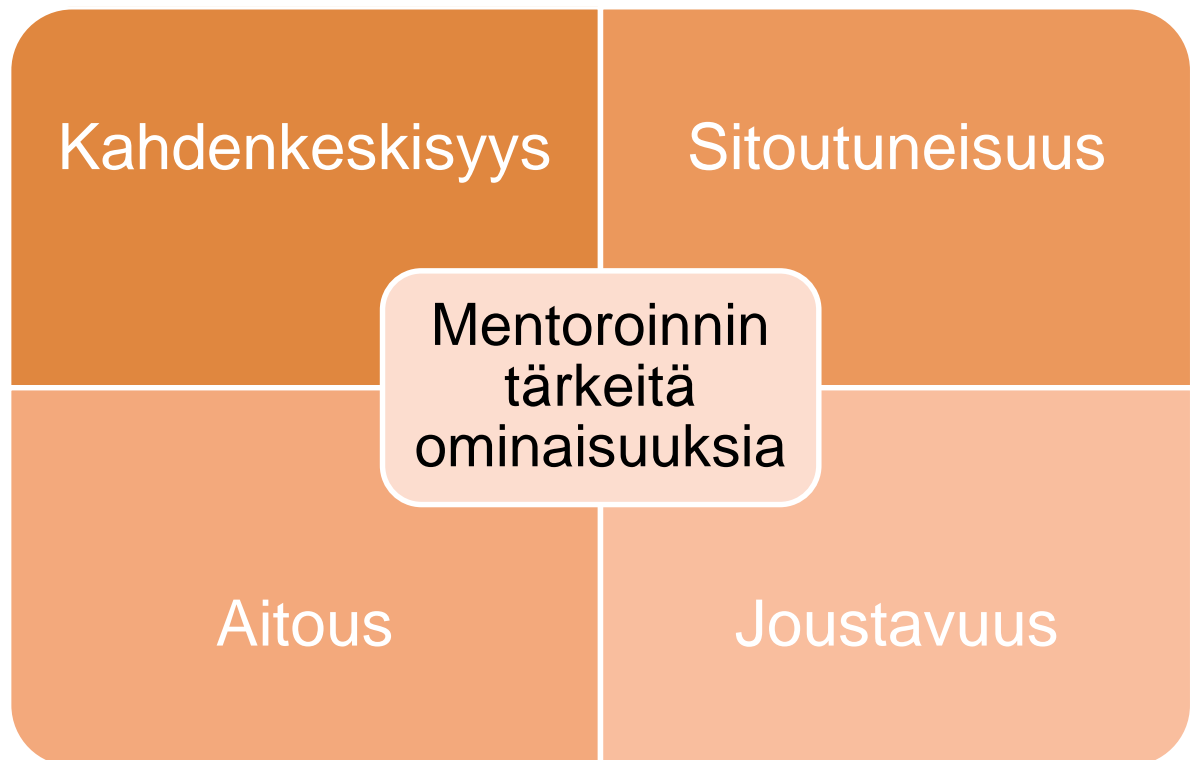 Kahdenkeskisyys
Sitoutuneisuus
Mentoroinnin
tärkeitä
ominaisuuksia
Aitous
Joustavuus